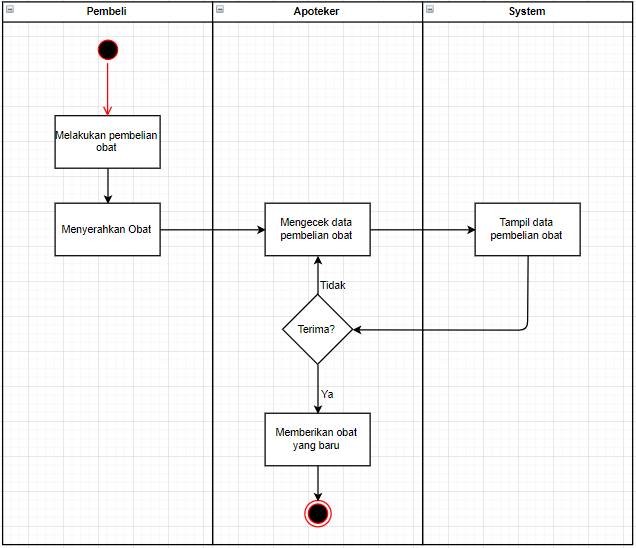 Pembeli
Apoteker
System
Melakukan pembelian
obat
Menyerahkan Obat
Mengecek data
pembelian obat
Tampil data
pembelian obat
Tidak
Terima?
Ya
Memberikan obat
yang baru